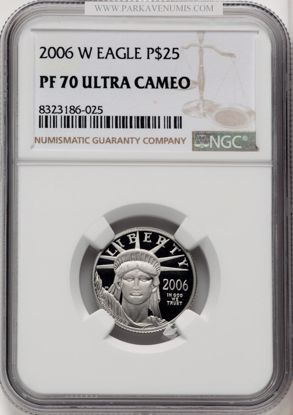 WWW.PARKAVENUMIS.COM
2006 W EAGLE P$25
PF 70 ULTRA CAMEO
8323186-025
NUMISMATIC GUARANTY COMPANY
NGC®
LIBERTY
2006
IN GOD
WE
TRUST